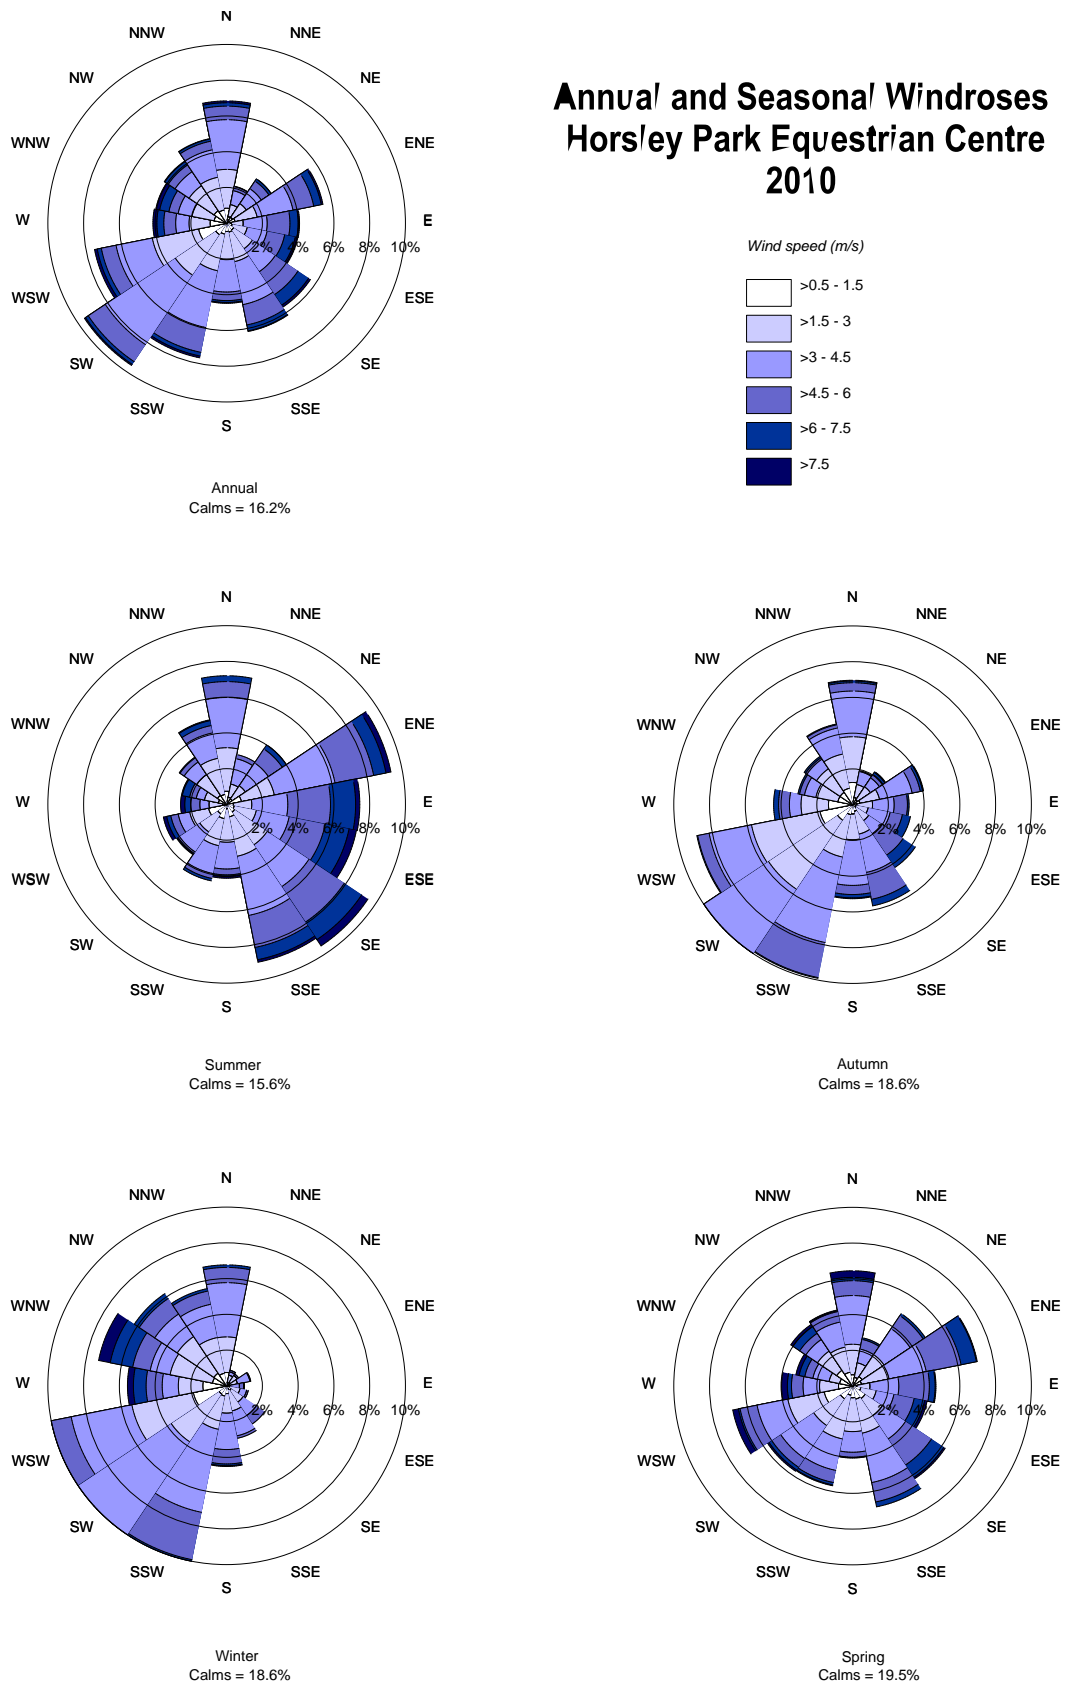 N
NNW NNE
NW NE
WNW ENE
W E
2% 4% 6% 8% 10%
WSW ESE
SW SE
SSW SSE
S
Annual
Calms = 16.2%
Annual and Seasonal Windroses
Horsley Park Equestrian Centre
2010
Wind speed (m/s)
>0.5 - 1.5
>1.5 - 3
>3 - 4.5
>4.5 - 6
>6 - 7.5
>7.5
N
NNW NNE
NW NE
WNW ENE
W E
2% 4% 6% 8% 10%
WSW ESE
SW SE
SSW SSE
S
Summer
Calms = 15.6%
N
NNW NNE
NW NE
WNW ENE
W E
2% 4% 6% 8% 10%
WSW ESE
SW SE
SSW SSE
S
Autumn
Calms = 18.6%
N
NNW NNE
NW NE
WNW ENE
W E
2% 4% 6% 8% 10%
WSW ESE
SW SE
SSW SSE
S
Winter
Calms = 18.6%
N
NNW NNE
NW NE
WNW ENE
W E
2% 4% 6% 8% 10%
WSW ESE
SW SE
SSW SSE
S
Spring
Calms = 19.5%